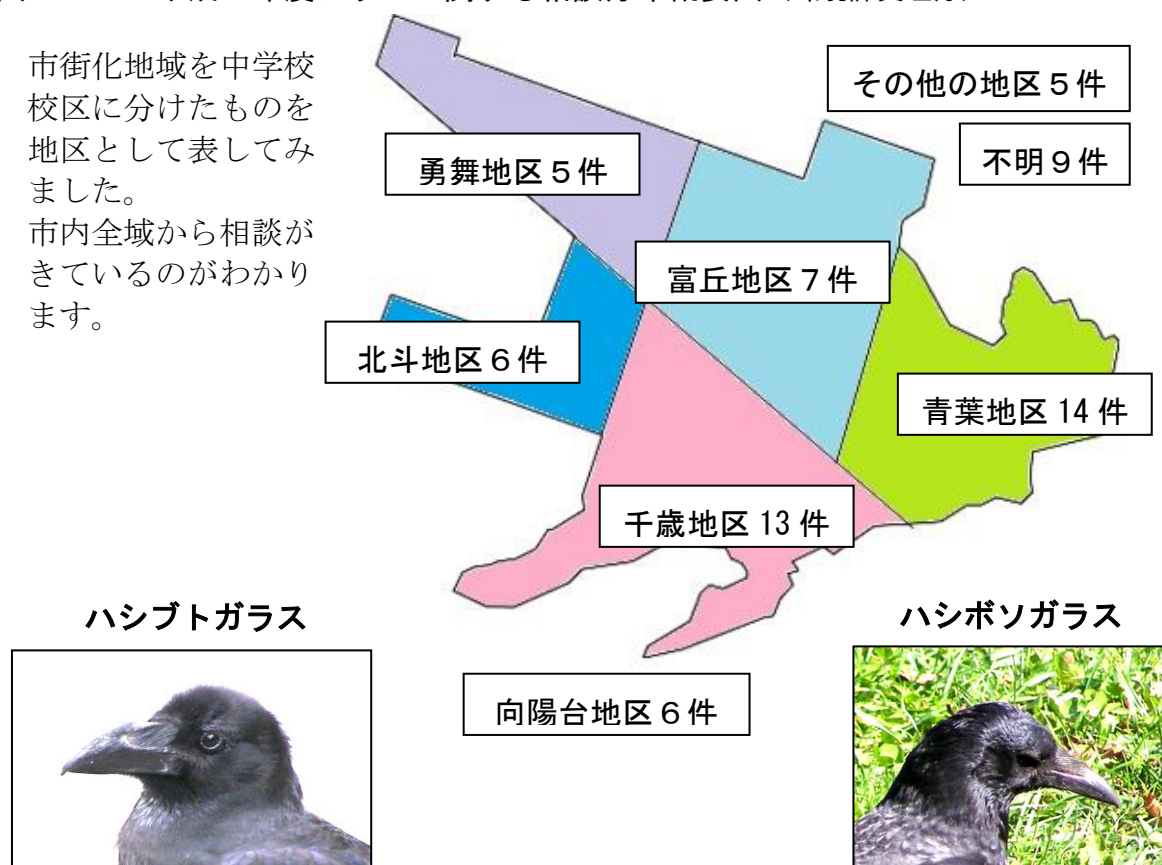 市街化地域を中学校
校区に分けたものを
地区として表してみ
ました。
市内全域から相談が
きているのがわかり
ます。
その他の地区５件
不明９件
勇舞地区５件
富丘地区７件
北斗地区６件
青葉地区 14 件
千歳地区 13 件
向陽台地区６件
ハシブトガラス
ハシボソガラス